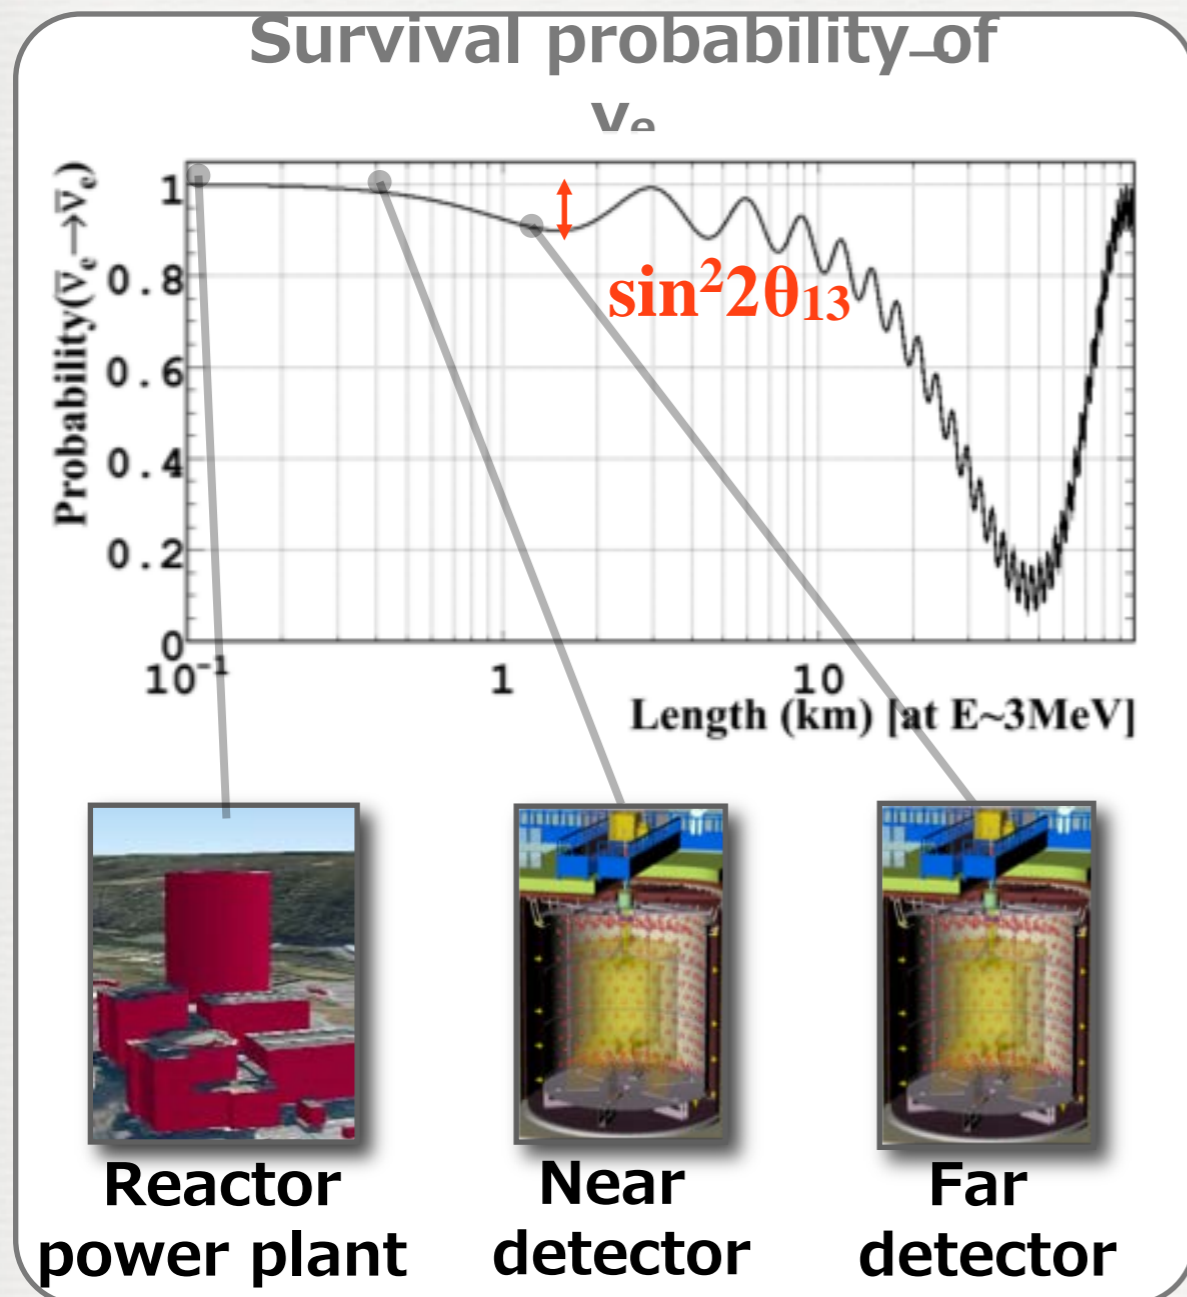 Survival probability of
ν̅e
Probability(ν̅e→ν̅e)
1
0.8
0.6
0.4
0.2
0
sin²2θ₁₃
10⁻¹
1
10
Length (km) [at E~3MeV]
Reactor
power plant
Near
detector
Far
detector